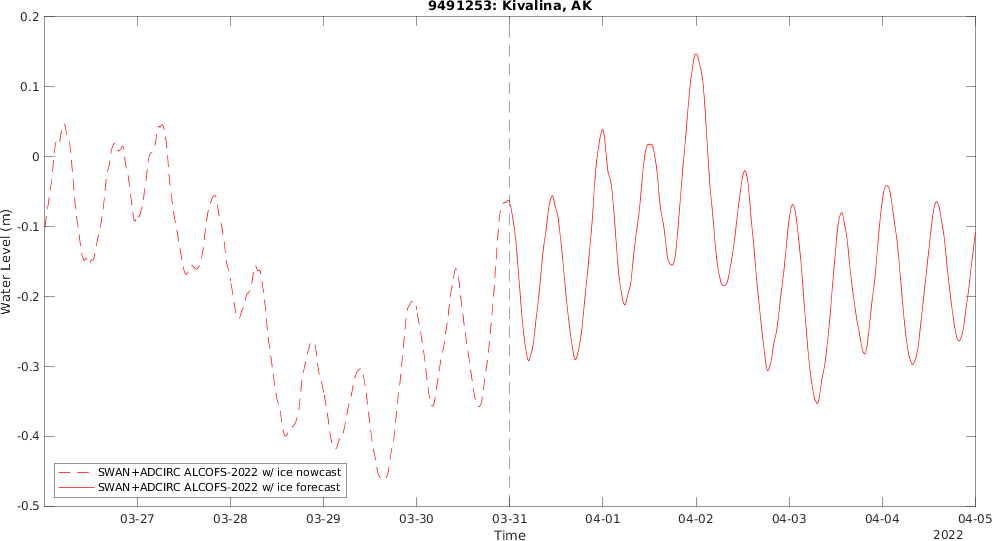 9491253: Kivalina, AK
0.2
0.1
0
-0.1
-0.2
-0.3
-0.4
-0.5
Water Level (m)
SWAN+ADCIRC ALCOFS-2022 w/ ice nowcast
SWAN+ADCIRC ALCOFS-2022 w/ ice forecast
03-27 03-28 03-29 03-30 03-31 04-01 04-02 04-03 04-04 04-05
Time
2022